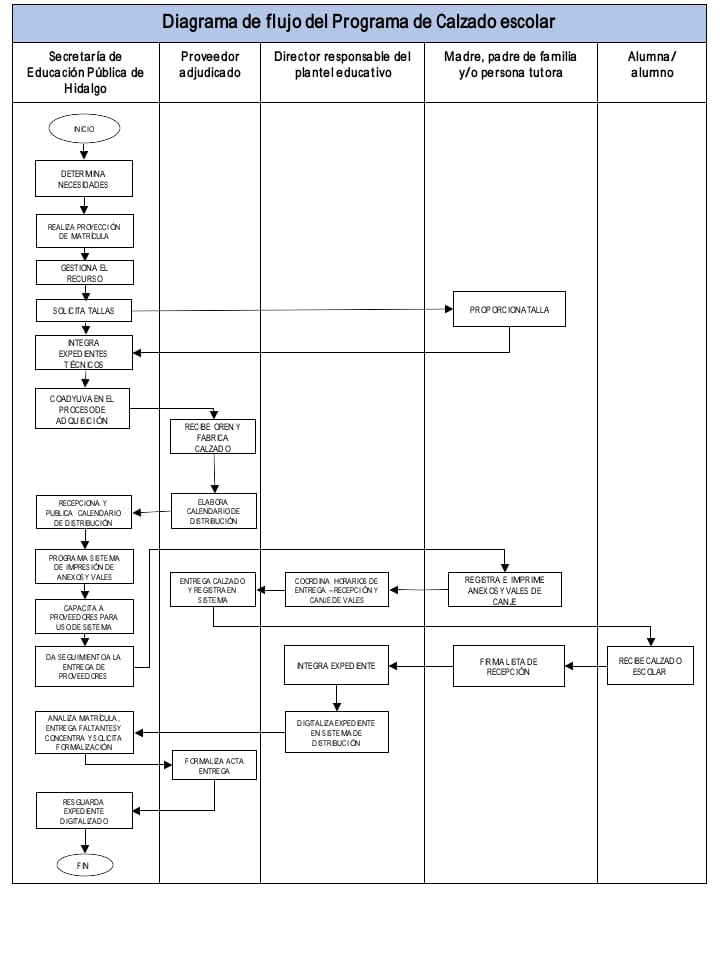 Diagrama de flujo del Programa de Calzado escolar
Secretaría de
Educación Pública de
Hidalgo
Proveedor
adjudicado
Director responsable del
plantel educativo
Madre, padre de familia
y/o persona tutora
Alumna/
alumno
INICIO
DETERMINA
NECESIDADES
REALIZA PROYECCIÓN
DE MATRÍCULA
GESTIONA EL
RECURSO
SOLICITA TALLAS
PROPORCIONA TALLA
INTEGRA
EXPEDIENTES
TIÉCNICOS
COADYUVA EN EL
PROCESO DE
ADQUISICIÓN
RECIBE OREN Y
FABRICA
CALZADO
RECEPCIONA Y
PUBLICA CALENDARIO
DE DISTRIBUCIÓN
ELABORA
CALENDARIO DE
DISTRIBUCIÓN
PROGRAMA SISTEMA
DE IMPRESIÓN DE
ANEXOS Y VALES
ENTREGA CALZADO
Y REGISTRA EN
SISTEMA
COORDINA HORARIOS DE
ENTREGA –RECEPCIÓN Y
CANJE DE VALES
REGISTRA E IMPRIME
ANEXOS Y VALES DE
CANJE
CAPACITA A
PROVEEDORES PARA
USO DE SISTEMA
DA SEGUIMIENTO A LA
ENTREGA DE
PROVEEDORES
INTEGRA EXPEDIENTE
FIRMA LISTA DE
RECEPCIÓN
RECIBE CALZADO
ESCOLAR
ANALIZA MATRÍCULA,
ENTREGA FALTANTES Y
CONCENTRA Y SOLICITA
FORMALIZACIÓN
DIGITALIZA EXPEDIENTE
EN SISTEMA DE
DISTRIBUCIÓN
FORMALIZA ACTA
ENTREGA
RESGUARDA
EXPEDIENTE
DIGITALIZADO
FIN